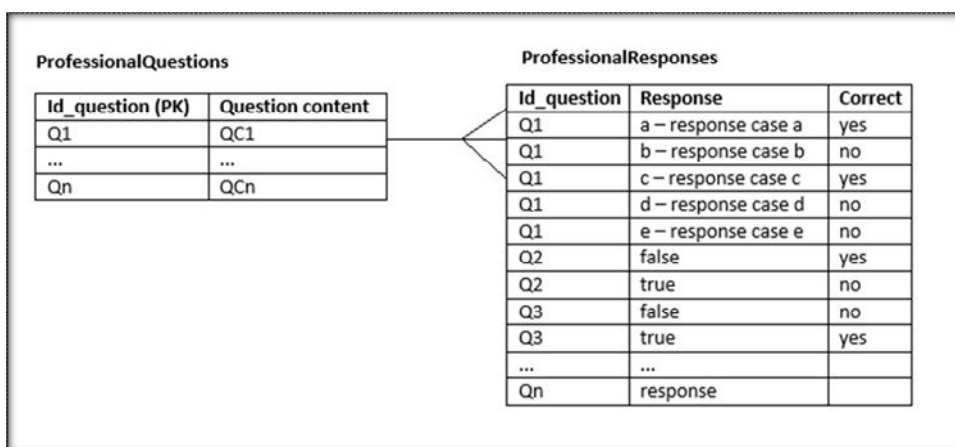 ProfessionalQuestions
Id_question (PK) Question content
Q1 QC1
... ...
Qn QCn
ProfessionalResponses
Id_question Response Correct
Q1 a – response case a yes
Q1 b – response case b no
Q1 c – response case c yes
Q1 d – response case d no
Q1 e – response case e no
Q2 false yes
Q2 true no
Q3 false no
Q3 true yes
... ...
Qn response